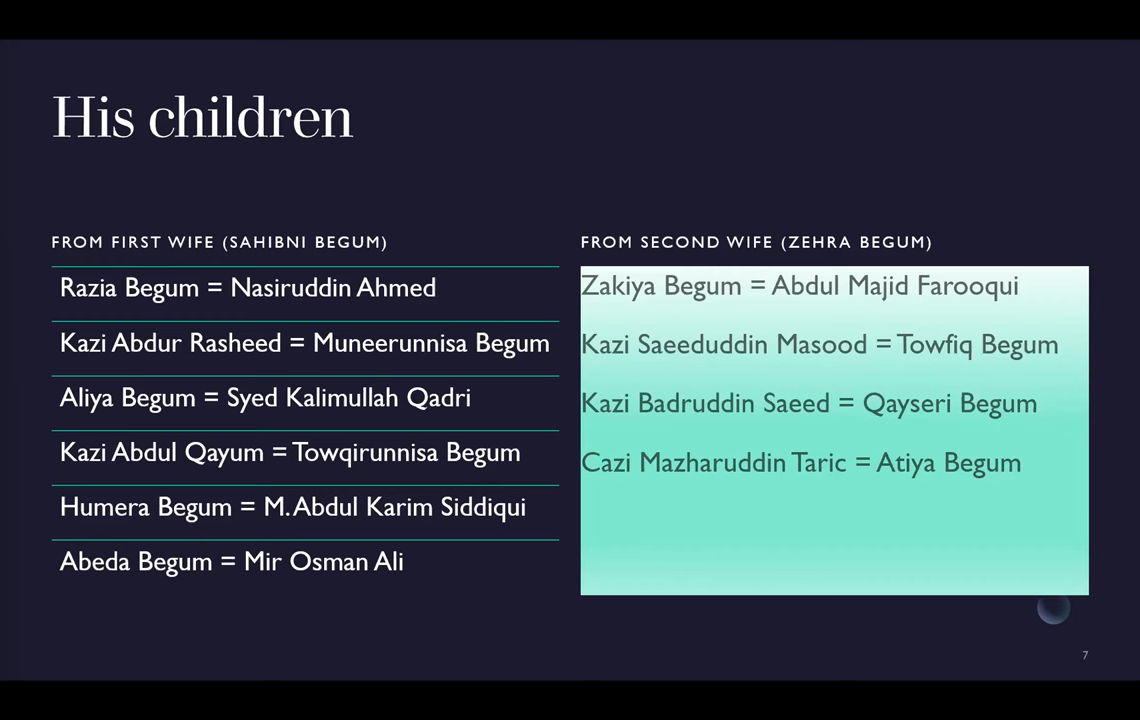 His children
FROM FIRST WIFE (SAHIBNI BEGUM)
Razia Begum = Nasiruddin Ahmed
Kazi Abdur Rasheed = Muneerunnisa Begum
Aliya Begum = Syed Kalimullah Qadri
Kazi Abdul Qayum = Towqirunnisa Begum
Humera Begum = M. Abdul Karim Siddiqui
Abeda Begum = Mir Osman Ali
FROM SECOND WIFE (ZEHRA BEGUM)
Zakiya Begum = Abdul Majid Farooqui
Kazi Saeeduddin Masood = Towfiq Begum
Kazi Badruddin Saeed = Qayseri Begum
Cazi Mazharuddin Taric = Atiya Begum
7